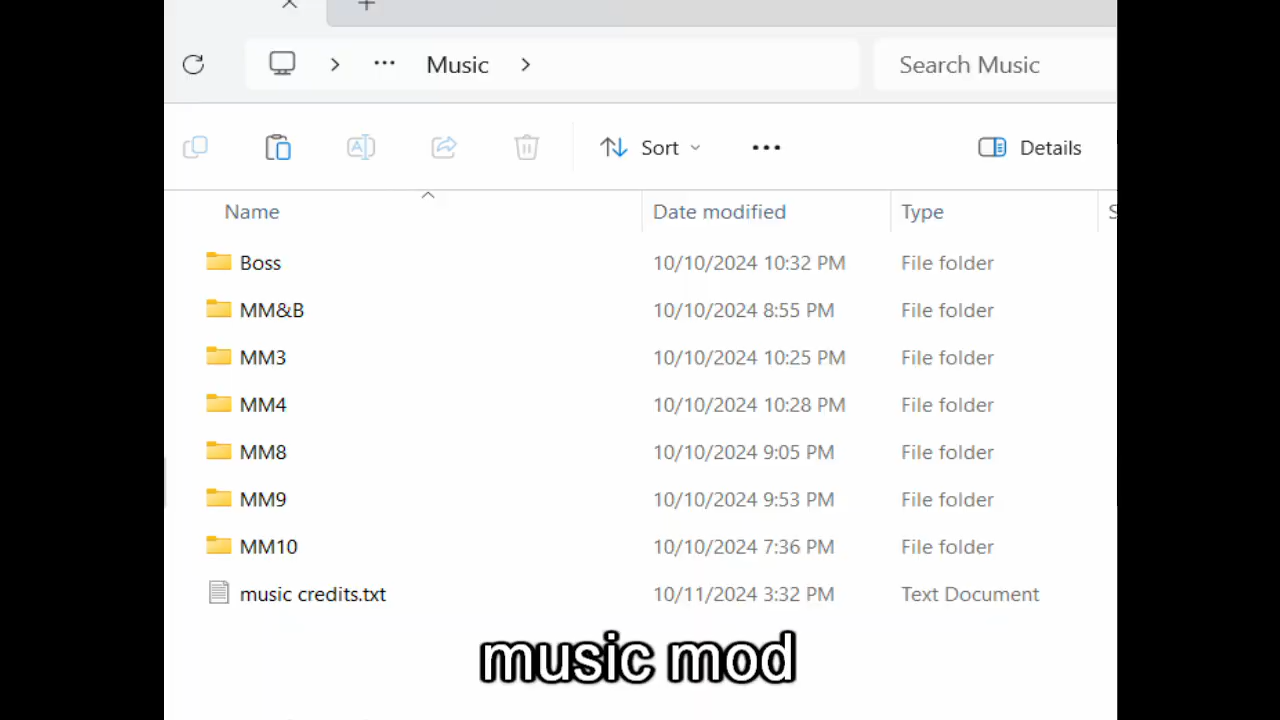 Music
Search Music
Sort
Details
Name Date modified Type
Boss 10/10/2024 10:32 PM File folder
MM&B 10/10/2024 8:55 PM File folder
MM3 10/10/2024 10:25 PM File folder
MM4 10/10/2024 10:28 PM File folder
MM8 10/10/2024 9:05 PM File folder
MM9 10/10/2024 9:53 PM File folder
MM10 10/10/2024 7:36 PM File folder
music credits.txt 10/11/2024 3:32 PM Text Document
music mod